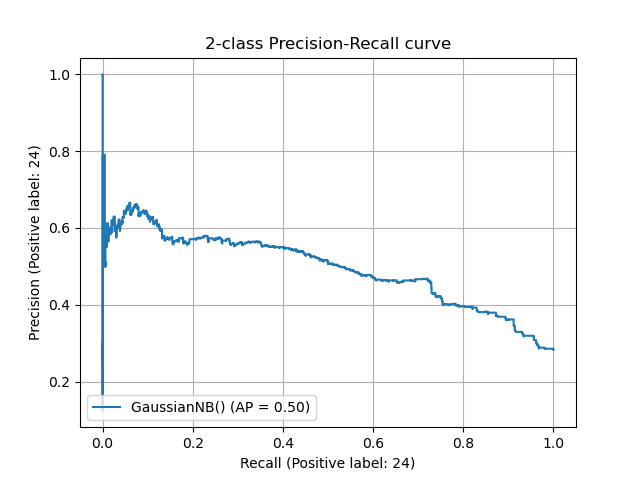 2-class Precision-Recall curve
Precision (Positive label: 24)
1.0
0.8
0.6
0.4
0.2
GaussianNB() (AP = 0.50)
0.0 0.2 0.4 0.6 0.8 1.0
Recall (Positive label: 24)